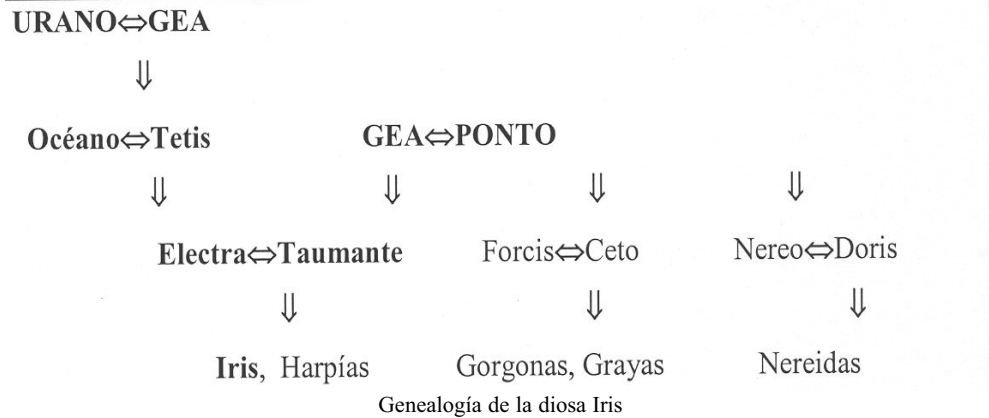 URANO⇔GEA
⇓
Océano⇔Tetis GEA⇔PONTO
⇓ ⇓ ⇓ ⇓
Electra⇔Taumante Forcis⇔Ceto Nereo⇔Doris
⇓ ⇓ ⇓
Iris, Harpías Gorgonas, Grayas Nereidas
Genealogía de la diosa Iris